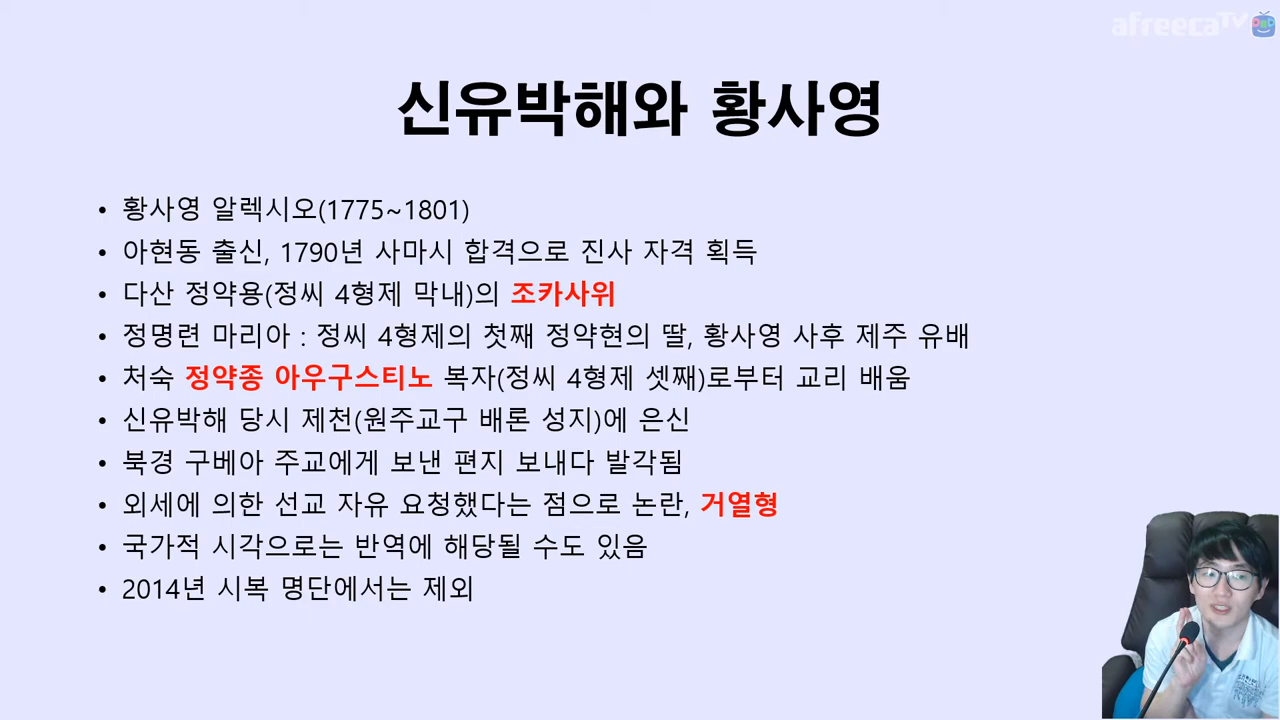 afreecaTV
신유박해와 황사영
• 황사영 알렉시오(1775~1801)
• 아현동 출신, 1790년 사마시 합격으로 진사 자격 획득
• 다산 정약용(정씨 4형제 막내)의 조카사위
• 정명련 마리아 : 정씨 4형제의 첫째 정약현의 딸, 황사영 사후 제주 유배
• 처숙 정약종 아우구스티노 복자(정씨 4형제 셋째)로부터 교리 배움
• 신유박해 당시 제천(원주교구 배론 성지)에 은신
• 북경 구베아 주교에게 보낸 편지 보내다 발각됨
• 외세에 의한 선교 자유 요청했다는 점으로 논란, 거열형
• 국가적 시각으로는 반역에 해당될 수도 있음
• 2014년 시복 명단에서는 제외